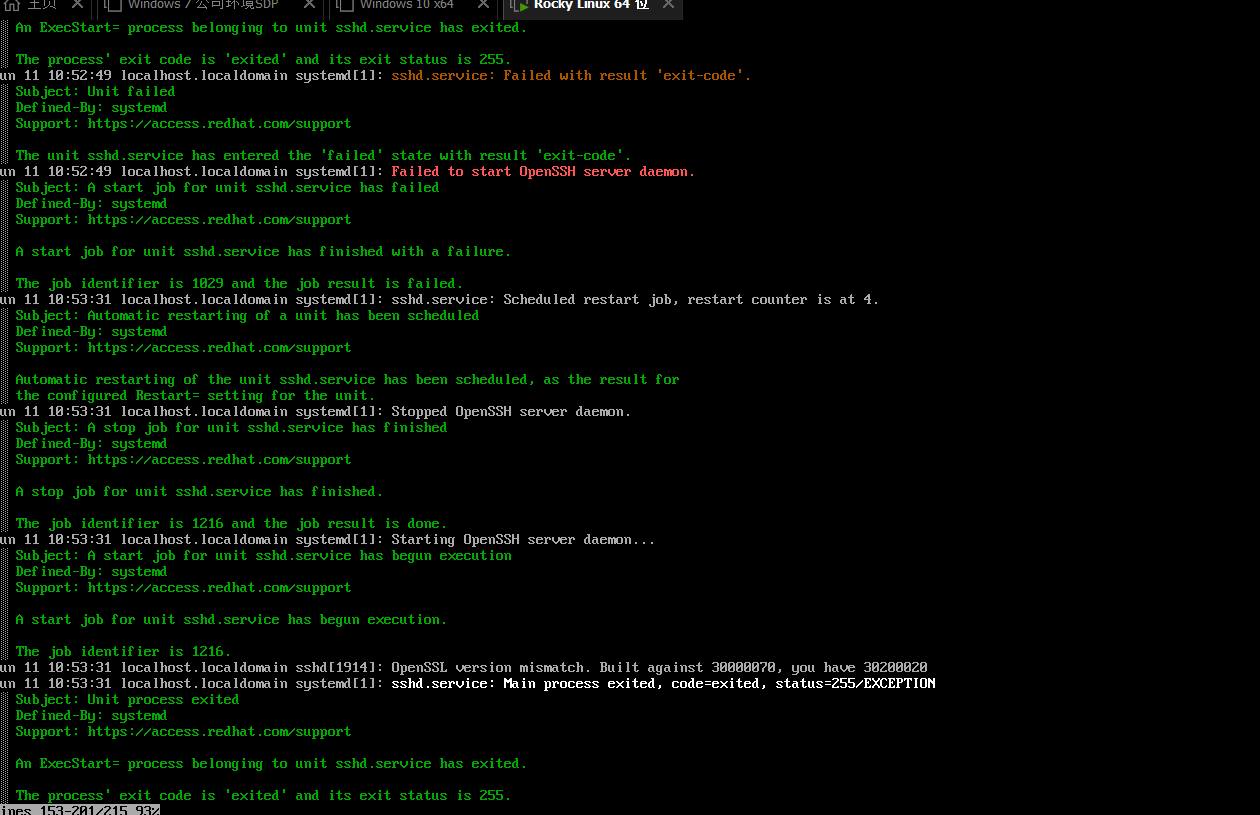 主页
Windows 7 公司环境SDP
Windows 10 x64
Rocky Linux 64 位
An ExecStart= process belonging to unit sshd.service has exited.
The process' exit code is 'exited' and its exit status is 255.
un 11 10:52:49 localhost.localdomain systemd[1]: sshd.service: Failed with result 'exit-code'.
Subject: Unit failed
Defined-By: systemd
Support: https://access.redhat.com/support
The unit sshd.service has entered the 'failed' state with result 'exit-code'.
un 11 10:52:49 localhost.localdomain systemd[1]: Failed to start OpenSSH server daemon.
Subject: A start job for unit sshd.service has failed
Defined-By: systemd
Support: https://access.redhat.com/support
A start job for unit sshd.service has finished with a failure.
The job identifier is 1029 and the job result is failed.
un 11 10:53:31 localhost.localdomain systemd[1]: sshd.service: Scheduled restart job, restart counter is at 4.
Subject: Automatic restarting of a unit has been scheduled
Defined-By: systemd
Support: https://access.redhat.com/support
Automatic restarting of the unit sshd.service has been scheduled, as the result for
the configured Restart= setting for the unit.
un 11 10:53:31 localhost.localdomain systemd[1]: Stopped OpenSSH server daemon.
Subject: A stop job for unit sshd.service has finished
Defined-By: systemd
Support: https://access.redhat.com/support
A stop job for unit sshd.service has finished.
The job identifier is 1216 and the job result is done.
un 11 10:53:31 localhost.localdomain systemd[1]: Starting OpenSSH server daemon...
Subject: A start job for unit sshd.service has begun execution
Defined-By: systemd
Support: https://access.redhat.com/support
A start job for unit sshd.service has begun execution.
The job identifier is 1216.
un 11 10:53:31 localhost.localdomain sshd[1914]: OpenSSL version mismatch. Built against 30000070, you have 30200020
un 11 10:53:31 localhost.localdomain systemd[1]: sshd.service: Main process exited, code=exited, status=255/EXCEPTION
Subject: Unit process exited
Defined-By: systemd
Support: https://access.redhat.com/support
An ExecStart= process belonging to unit sshd.service has exited.
The process' exit code is 'exited' and its exit status is 255.
ines 153-201/215 93%